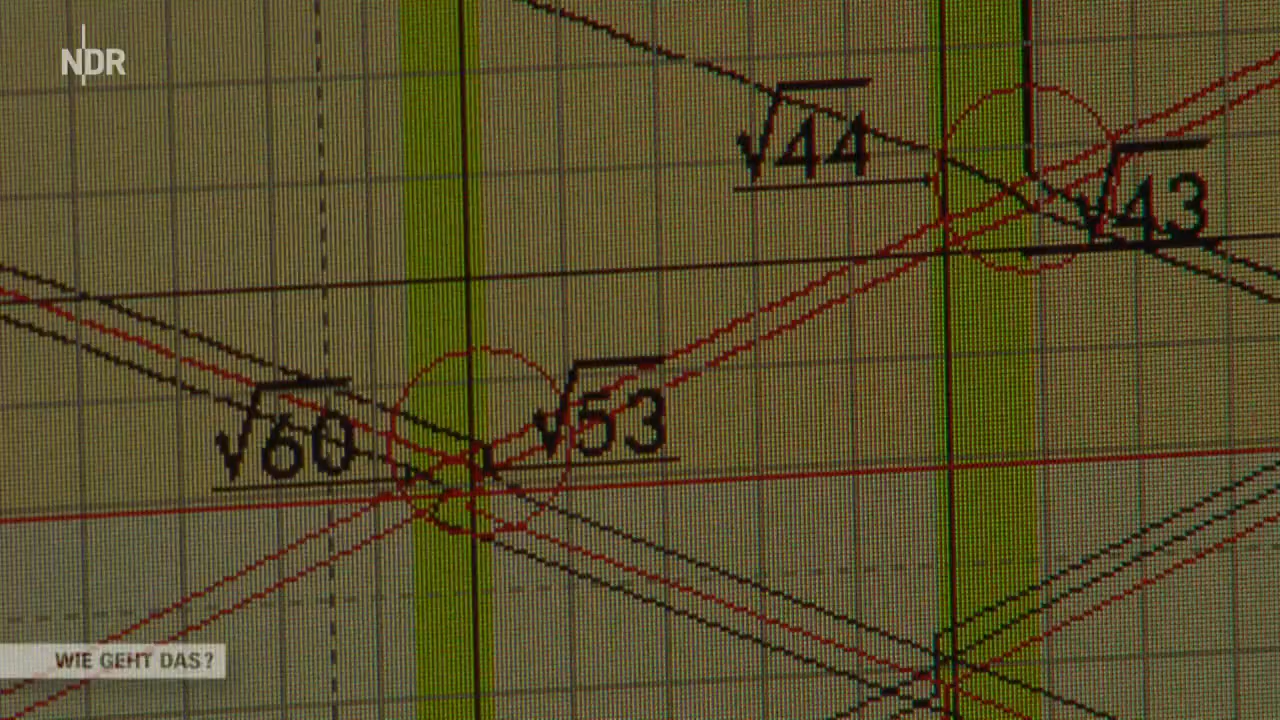 NDR
√44
√43
√60
√53
WIE GEHT DAS?